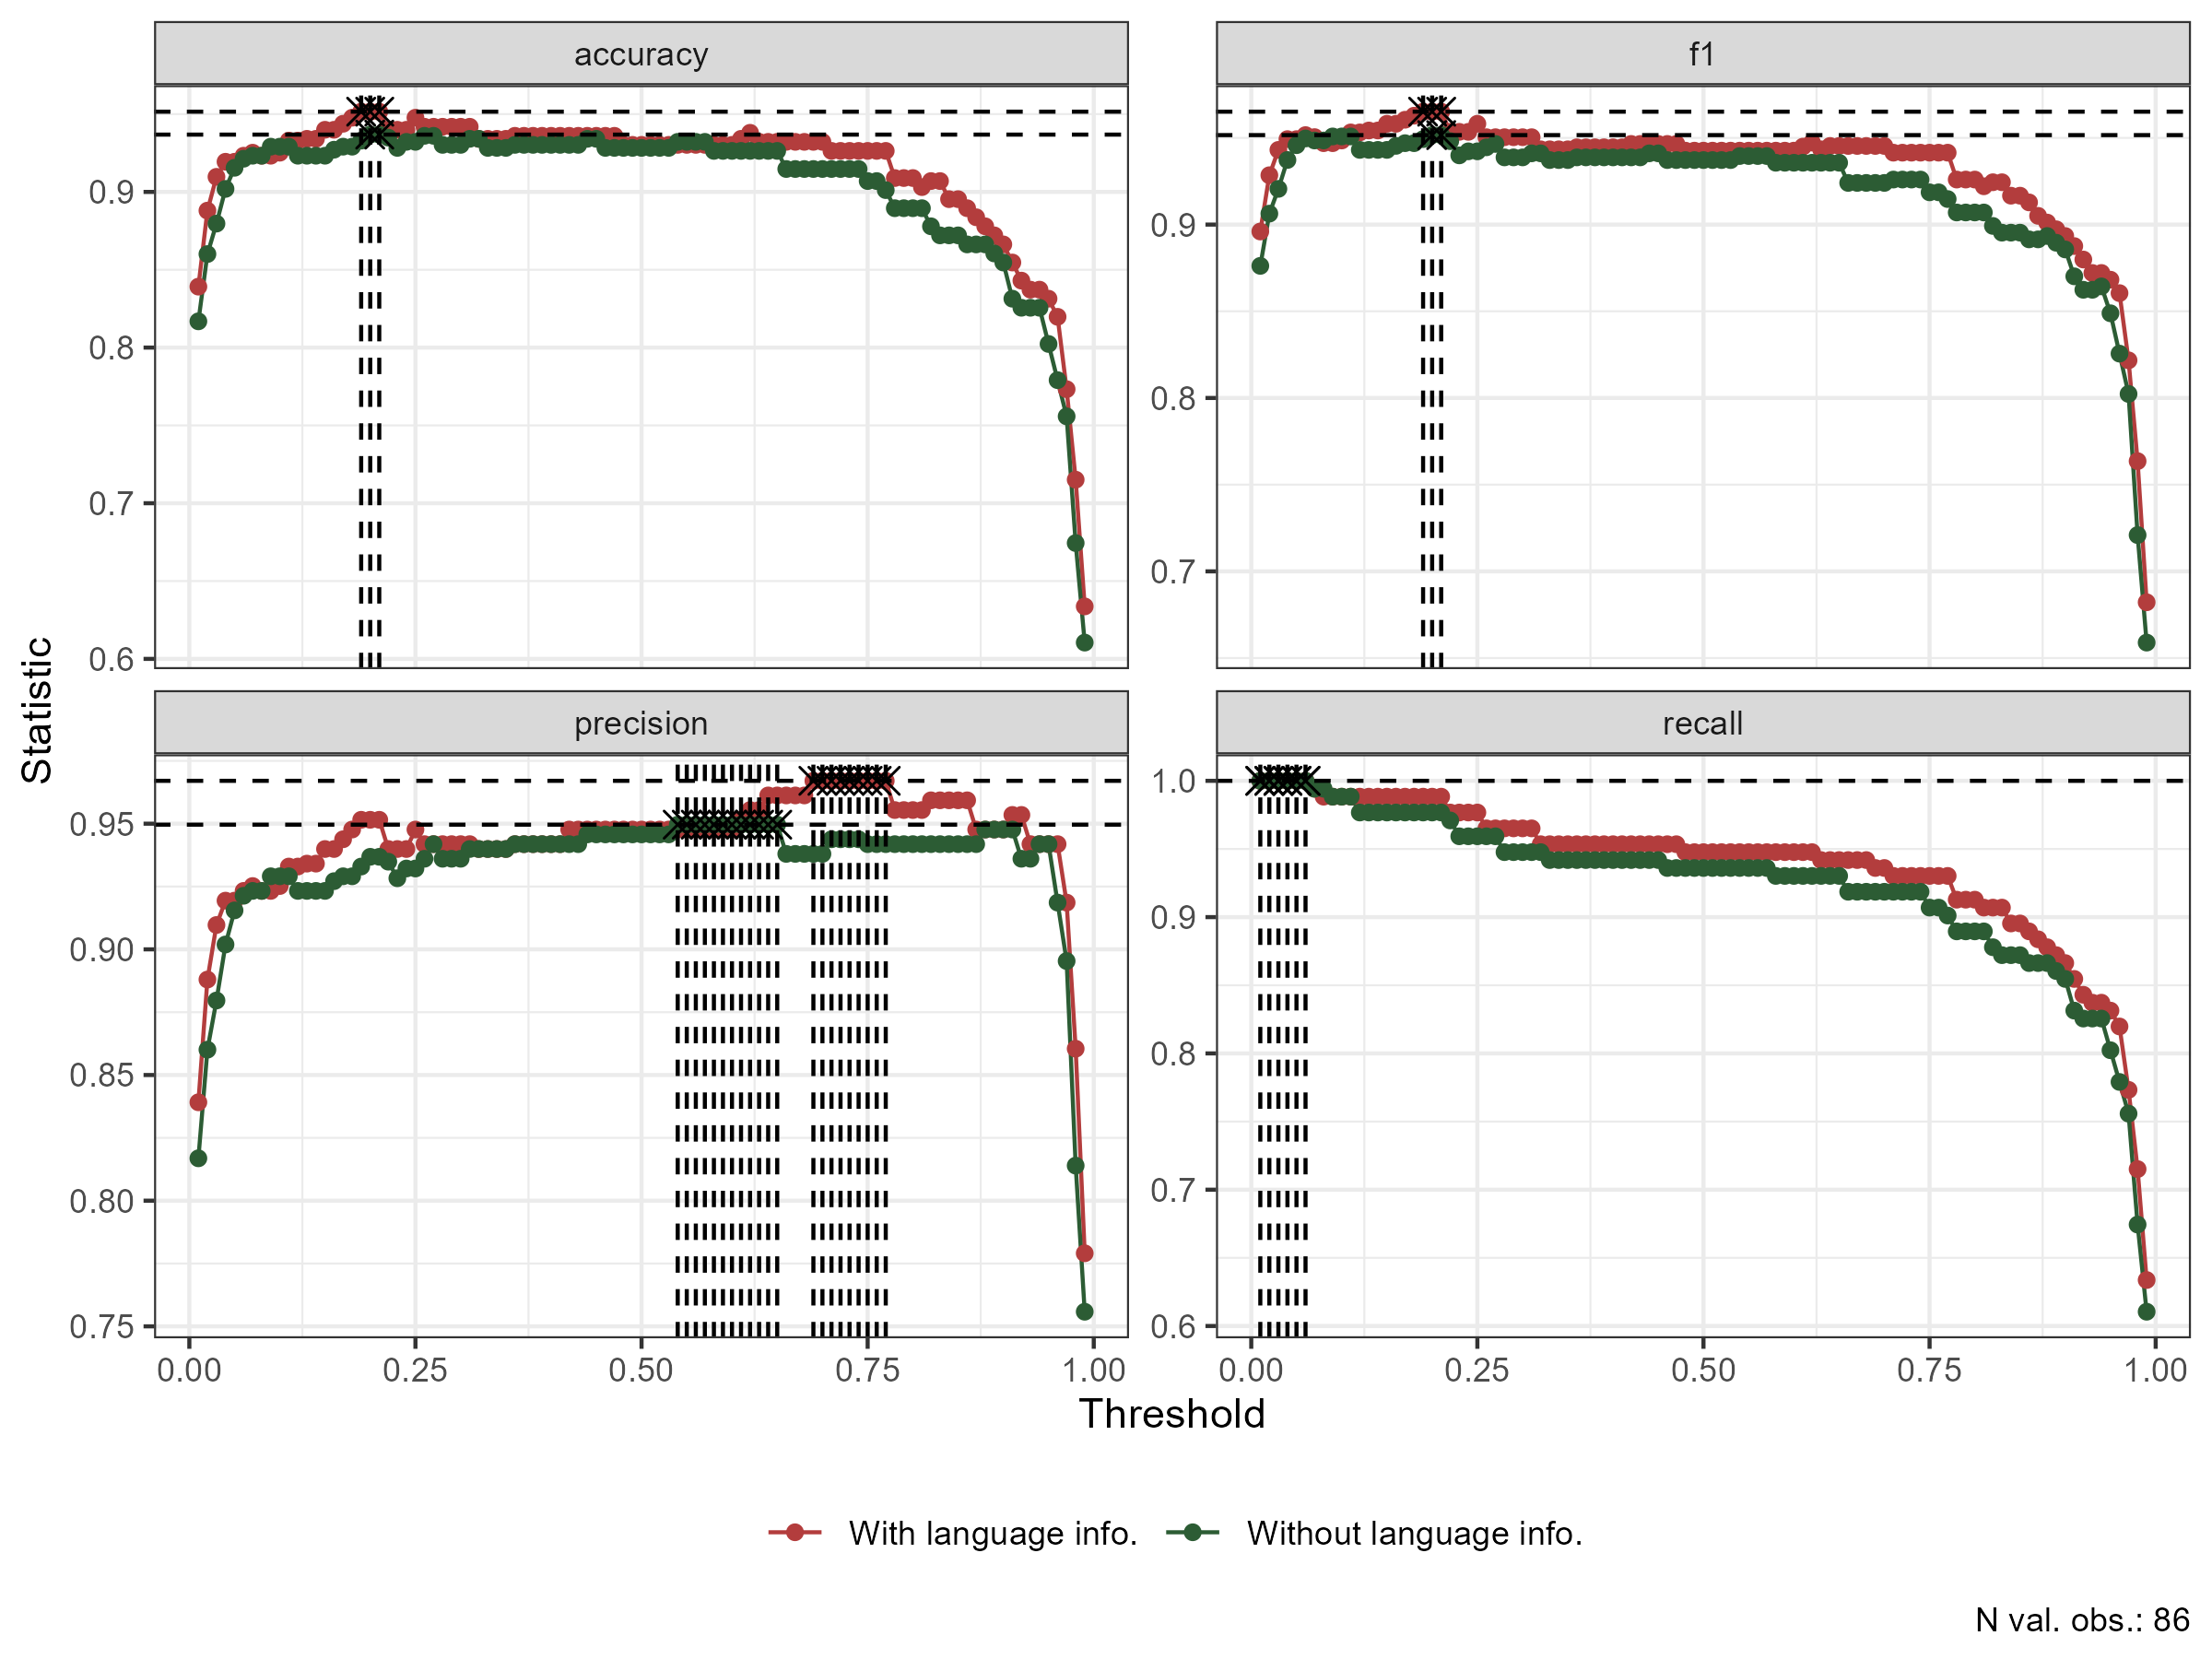 accuracy
f1
0.9
0.8
0.7
0.6
0.9
0.8
0.7
precision
recall
0.95
0.90
0.85
0.80
0.75
1.0
0.9
0.8
0.7
0.6
0.00 0.25 0.50 0.75 1.00
0.00 0.25 0.50 0.75 1.00
Statistic
Threshold
With language info. Without language info.
N val. obs.: 86